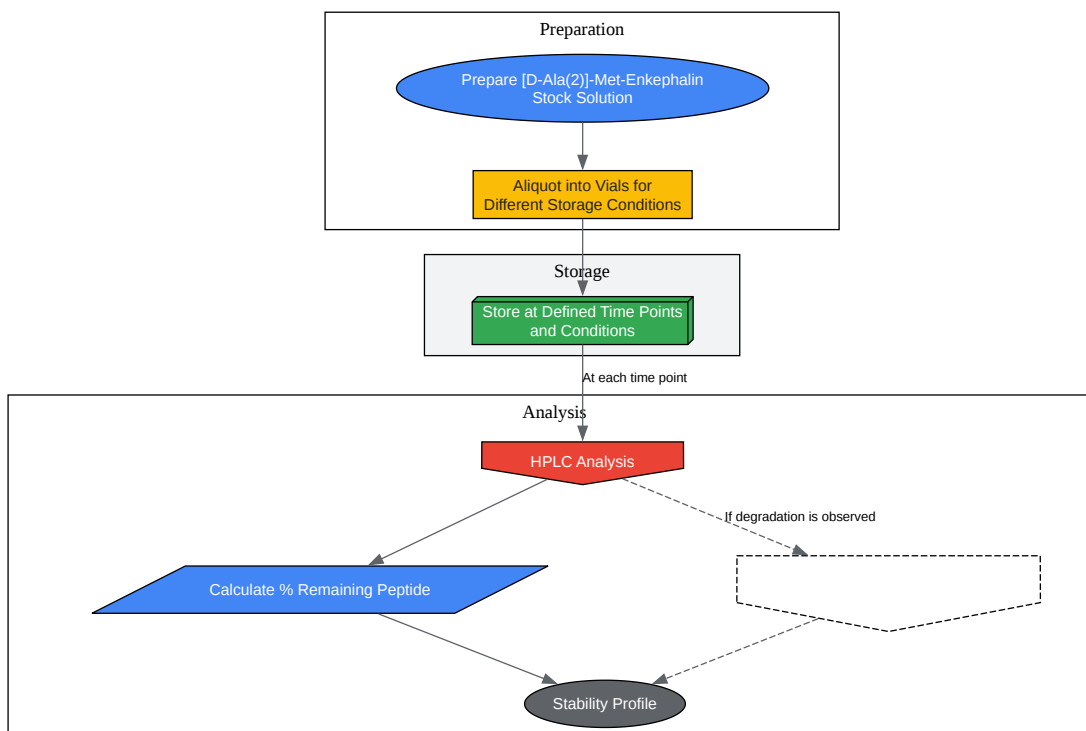 Preparation
Prepare [D-Ala(2)]-Met-Enkephalin
Stock Solution
Aliquot into Vials for
Different Storage Conditions
Storage
Store at Defined Time Points
and Conditions
At each time point
Analysis
HPLC Analysis
If degradation is observed
Calculate % Remaining Peptide
Stability Profile